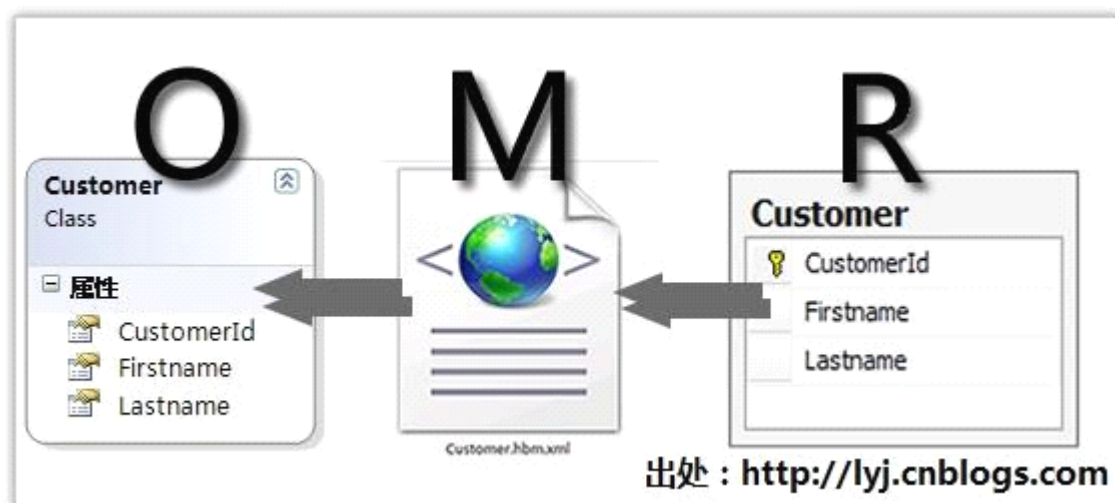 O
M
R
Customer
Class
属性
CustomerId
Firstname
Lastname
< >
Customer.hbm.xml
Customer
CustomerId
Firstname
Lastname
出处：http://lyj.cnblogs.com